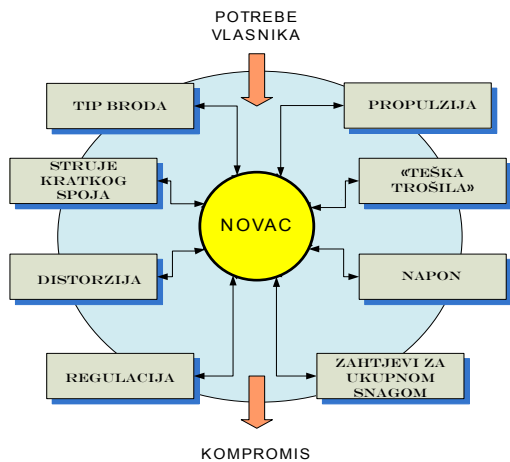 POTREBE
VLASNIKA
TIP BRODA
PROPULZIJA
STRUJE
KRATKOG
SPOJA
«TEŠKA
TROŠILA»
NOVAC
DISTORZIJA
NAPON
REGULACIJA
ZAHTJEVI ZA
UKUPNOM
SNAGOM
KOMPROMIS